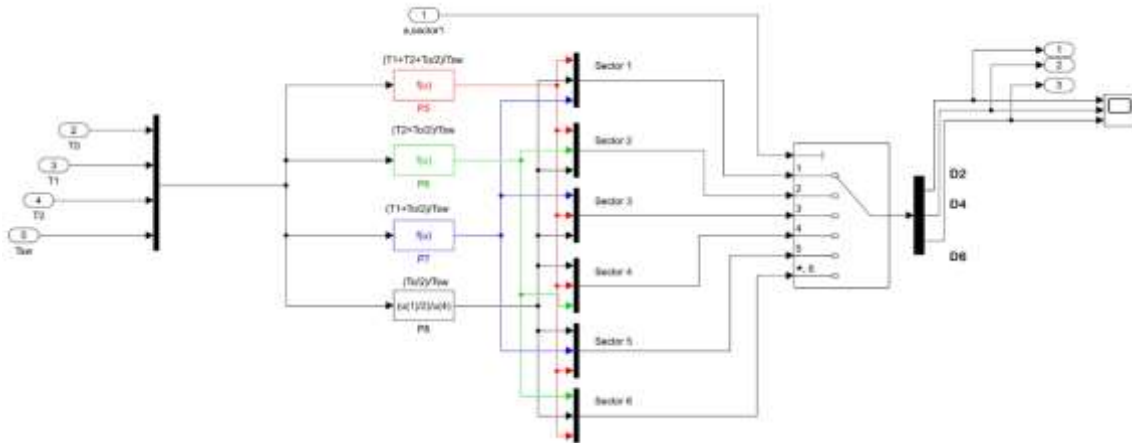 1
a,sector1
(T1+T2+To/2)/Tsw
f(u)
P5
Sector 1
1
2
3
2
T0
(T2+To/2)/Tsw
f(u)
P6
Sector 2
3
T1
4
T2
5
Tsw
(T1+To/2)/Tsw
f(u)
P7
Sector 3
1
2
3
4
5
*, 6
D2
D4
D6
(To/2)/Tsw
(u(1)/2)/u(4)
P8
Sector 4
Sector 5
Sector 6